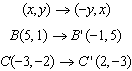 (x, y) → (−y, x)
B(5, 1) → B' (−1, 5)
C(−3, −2) → C" (2, −3)